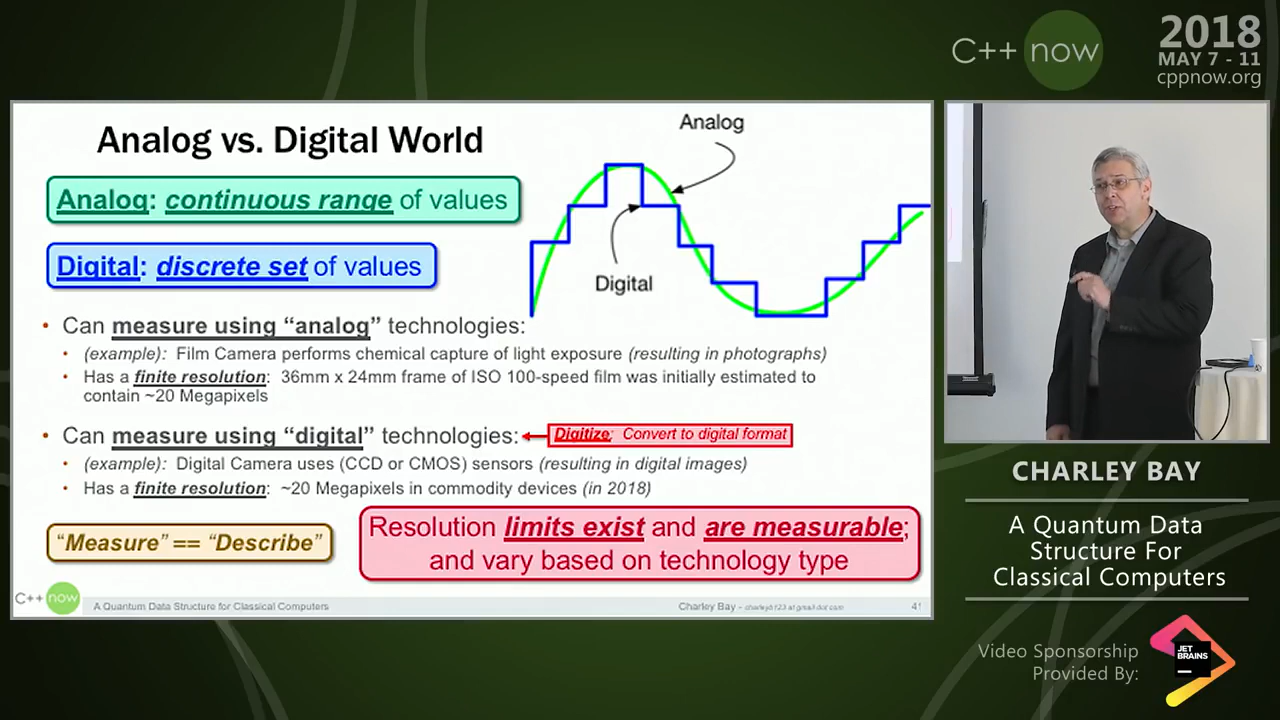 C++ now
2018
MAY 7 - 11
cppnow.org
Analog vs. Digital World
Analog: continuous range of values
Digital: discrete set of values
Analog
Digital
• Can measure using “analog” technologies:
• (example): Film Camera performs chemical capture of light exposure (resulting in photographs)
• Has a finite resolution: 36mm x 24mm frame of ISO 100-speed film was initially estimated to
contain ~20 Megapixels
• Can measure using “digital” technologies:
Digitize: Convert to digital format
• (example): Digital Camera uses (CCD or CMOS) sensors (resulting in digital images)
• Has a finite resolution: ~20 Megapixels in commodity devices (in 2018)
“Measure” == “Describe”
Resolution limits exist and are measurable;
and vary based on technology type
C++ now
A Quantum Data Structure for Classical Computers
Charley Bay – charleyb123 at gmail dot com
41
CHARLEY BAY
A Quantum Data
Structure For
Classical Computers
Video Sponsorship
Provided By:
JET
BRAINS